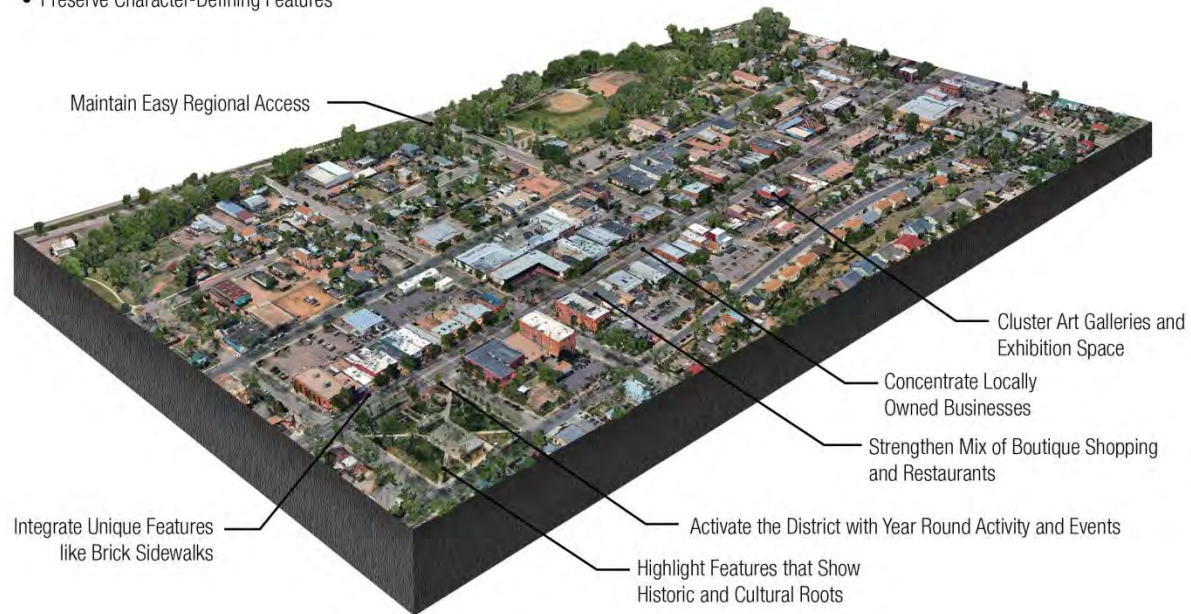 • Preserve Character-Defining Features
Maintain Easy Regional Access
Cluster Art Galleries and
Exhibition Space
Concentrate Locally
Owned Businesses
Strengthen Mix of Boutique Shopping
and Restaurants
Integrate Unique Features
like Brick Sidewalks
Activate the District with Year Round Activity and Events
Highlight Features that Show
Historic and Cultural Roots